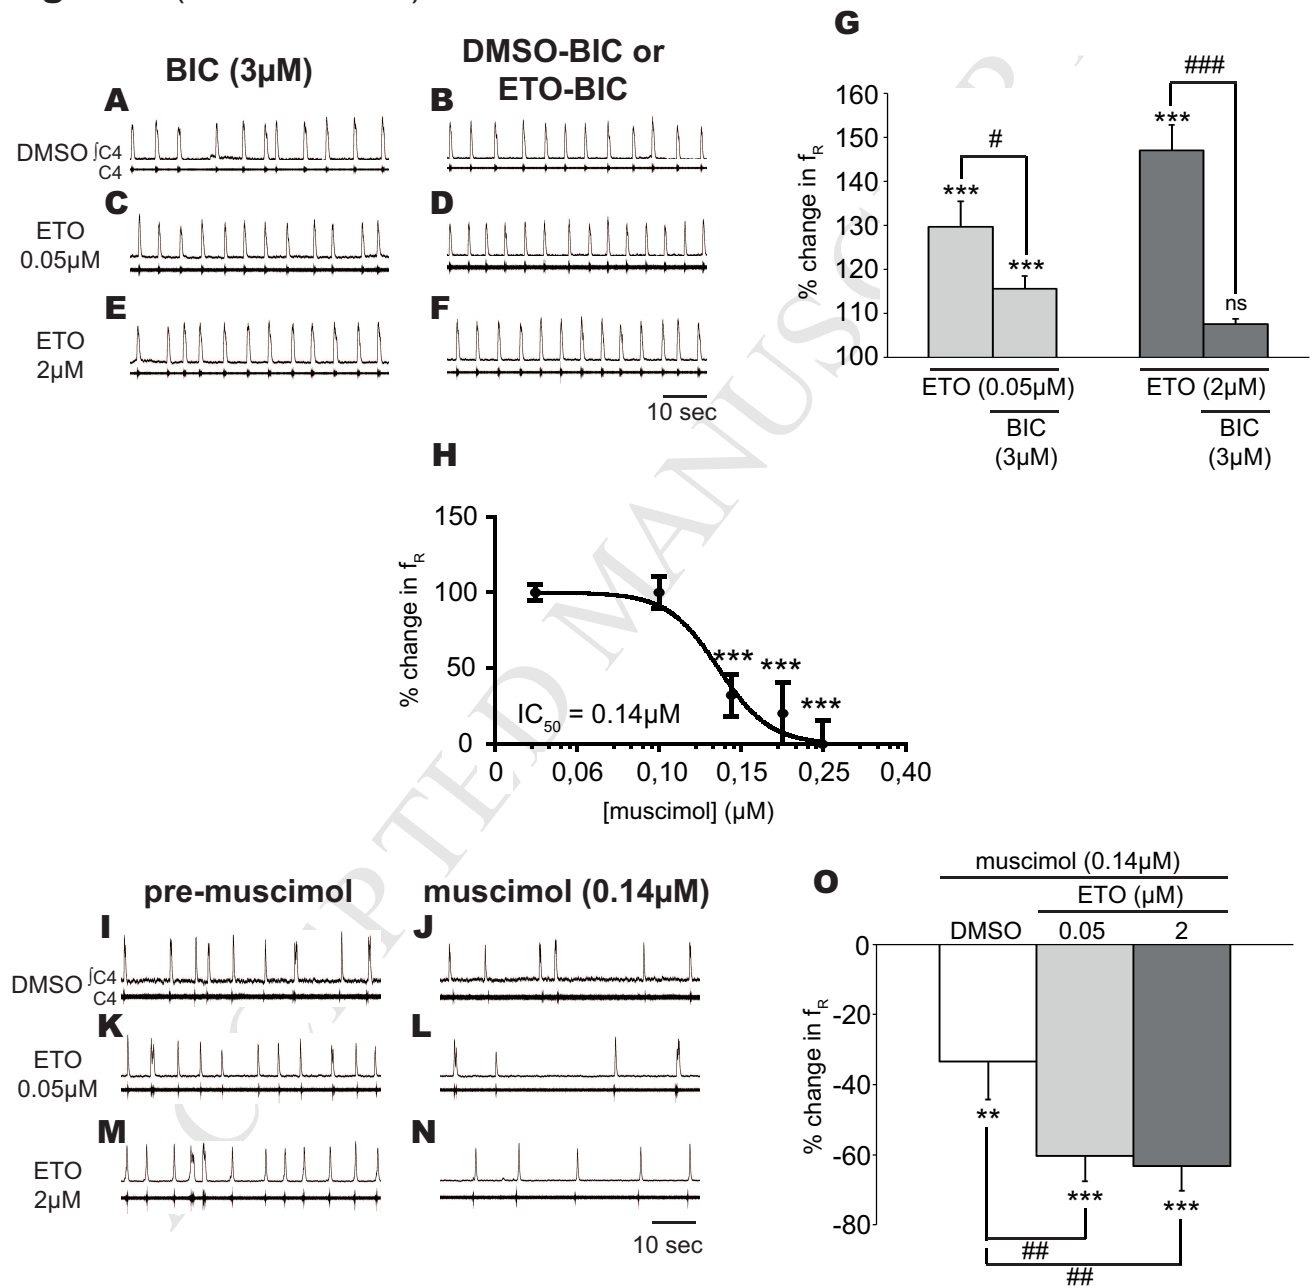 BIC (3µM)
DMSO-BIC or
ETO-BIC
A
B
DMSO ∫C4
C4
C
D
ETO
0.05µM
E
F
ETO
2µM
10 sec
G
% change in fR
160
150
140
130
120
110
100
***
#
***
***
###
ns
ETO (0.05µM)
ETO (2µM)
BIC
(3µM)
BIC
(3µM)
H
% change in fR
150
100
50
0
***
***
***
IC50 = 0.14µM
0
0,06
0,10
0,15
0,25
0,40
[muscimol] (µM)
pre-muscimol
muscimol (0.14µM)
I
J
DMSO ∫C4
C4
K
L
ETO
0.05µM
M
N
ETO
2µM
10 sec
O
muscimol (0.14µM)
ETO (µM)
DMSO
0.05
2
% change in fR
0
-20
-40
-60
-80
**
***
***
##
##